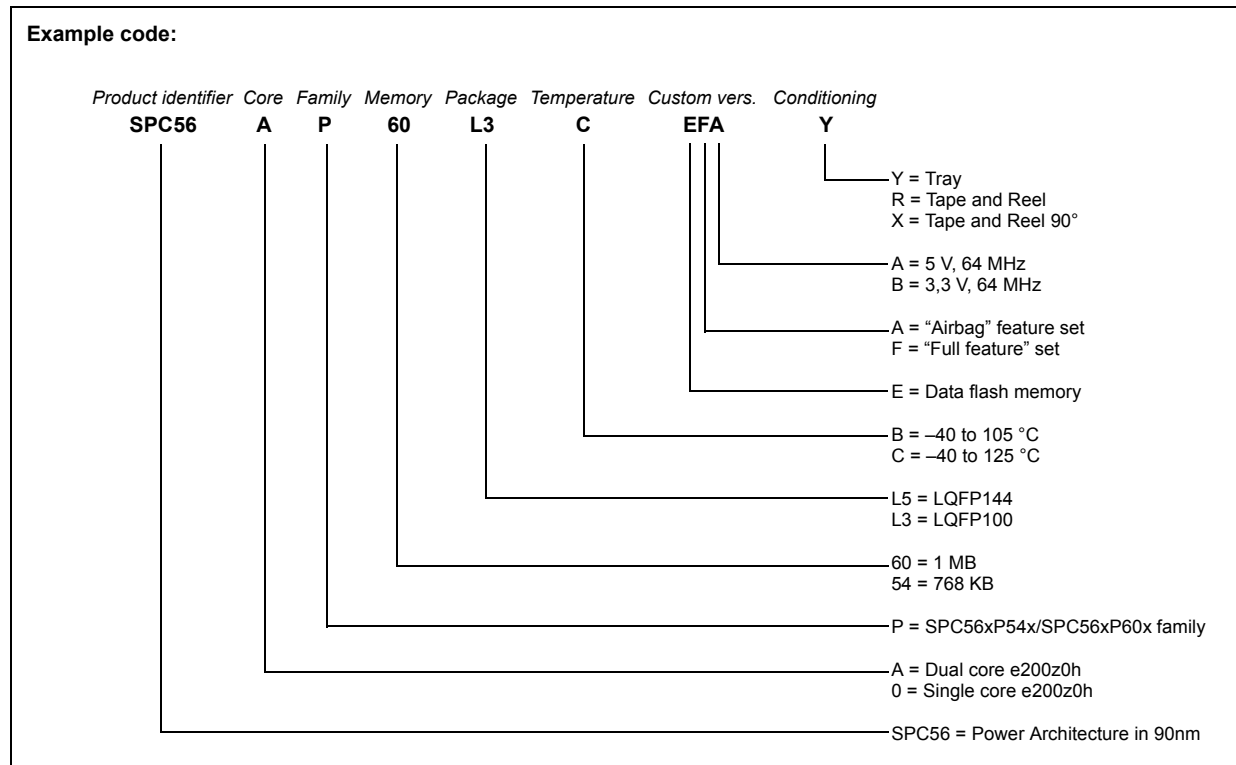 Example code:
Product identifier Core Family Memory Package Temperature Custom vers. Conditioning
SPC56 A P 60 L3 C EFA Y
Y = Tray
R = Tape and Reel
X = Tape and Reel 90°
A = 5 V, 64 MHz
B = 3,3 V, 64 MHz
A = “Airbag” feature set
F = “Full feature” set
E = Data flash memory
B = –40 to 105 °C
C = –40 to 125 °C
L5 = LQFP144
L3 = LQFP100
60 = 1 MB
54 = 768 KB
P = SPC56xP54x/SPC56xP60x family
A = Dual core e200z0h
0 = Single core e200z0h
SPC56 = Power Architecture in 90nm